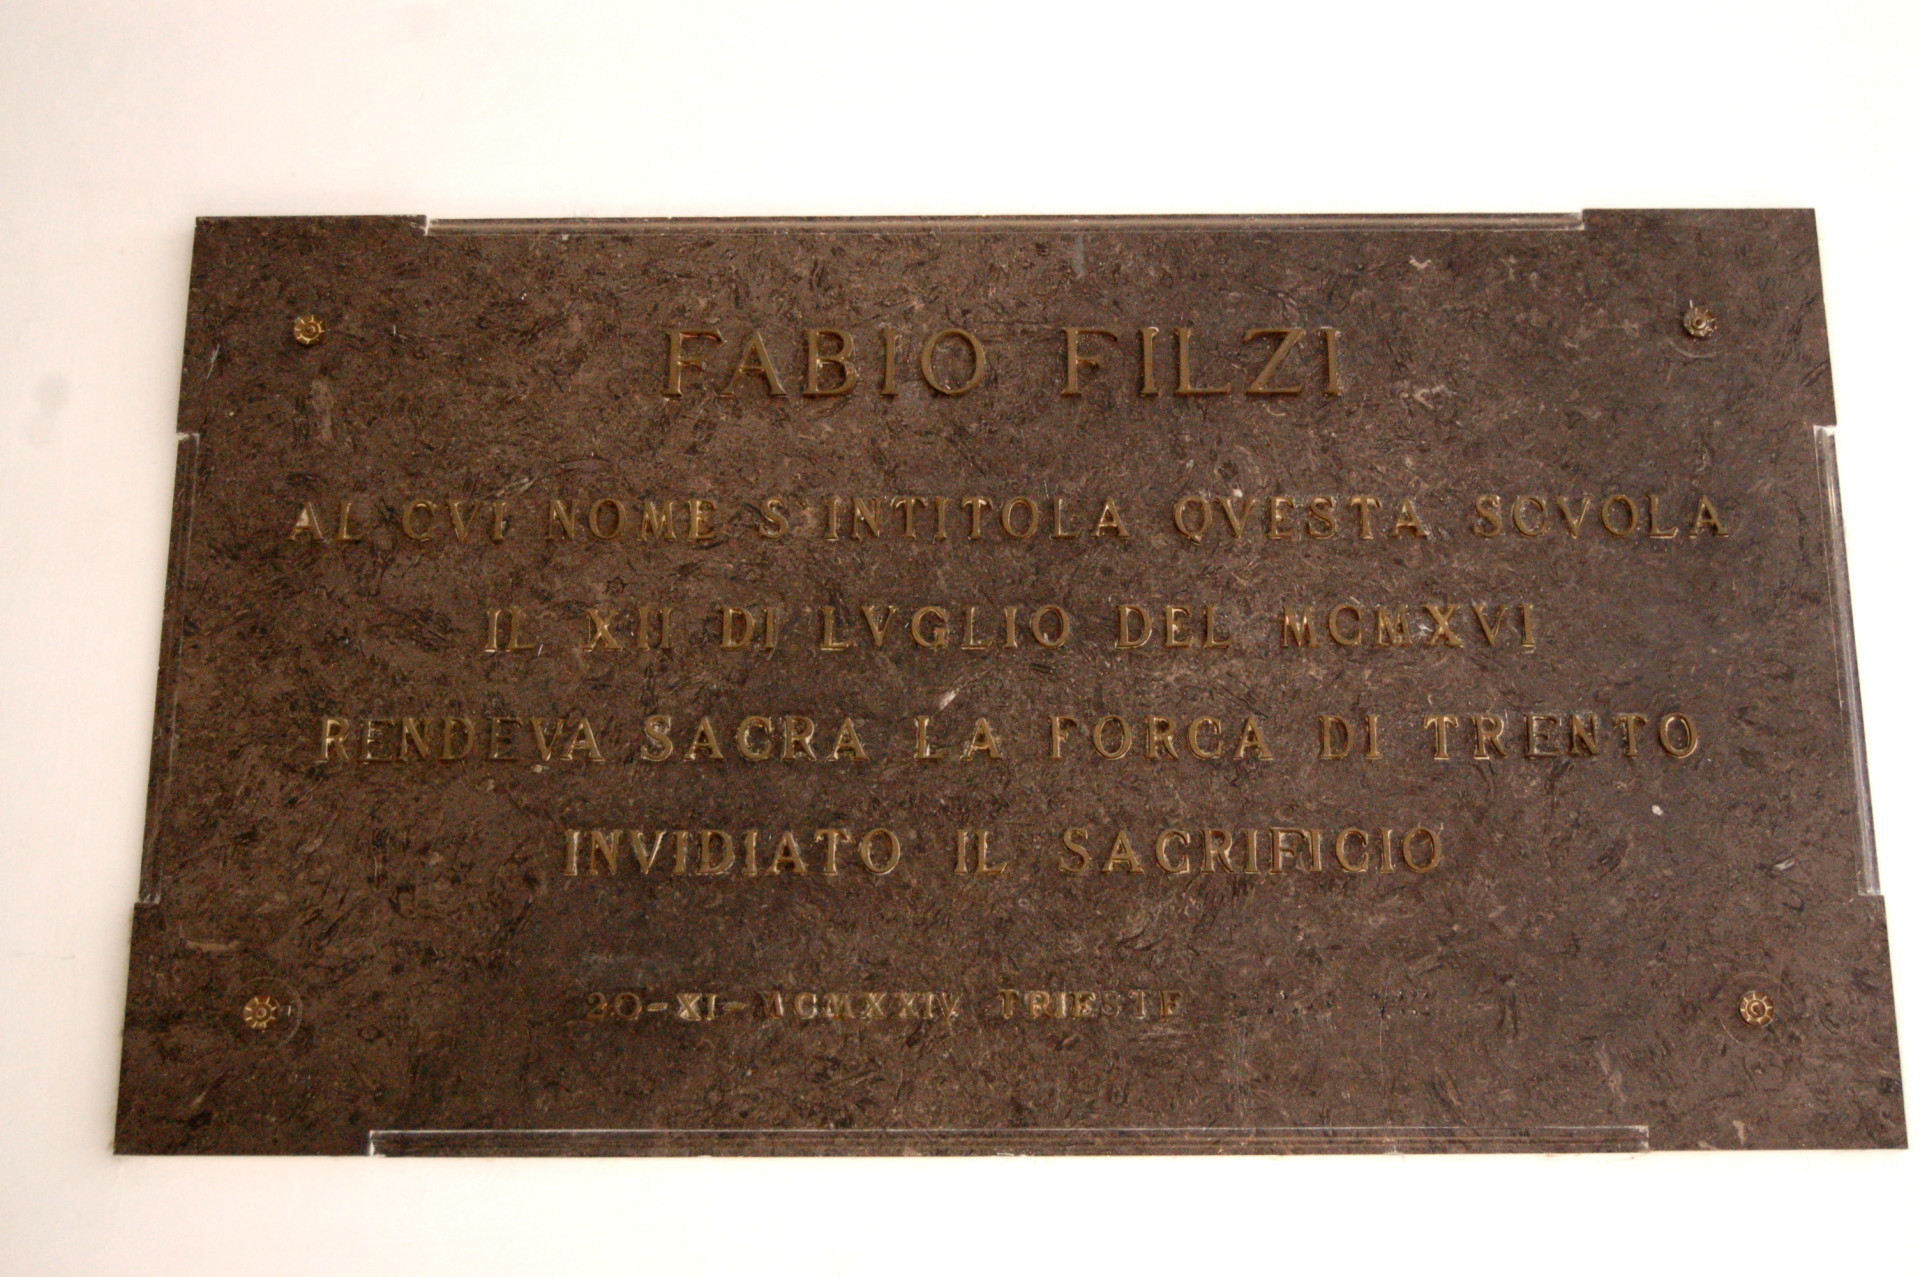 FABIO FILZI
AL CVI NOME S'INTITOLA QVESTA SCVOLA
IL XII DI LVGLIO DEL MCMXVI
RENDEVA SACRA LA FORCA DI TRENTO
INVIDIATO IL SACRIFICIO
20-XI-MCMXXIV TRIESTE